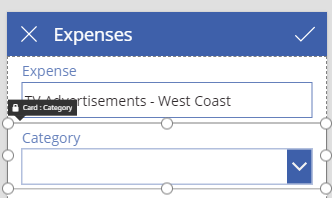 Expenses
Expense
TV Advertisements - West Coast
Card : Category
Category